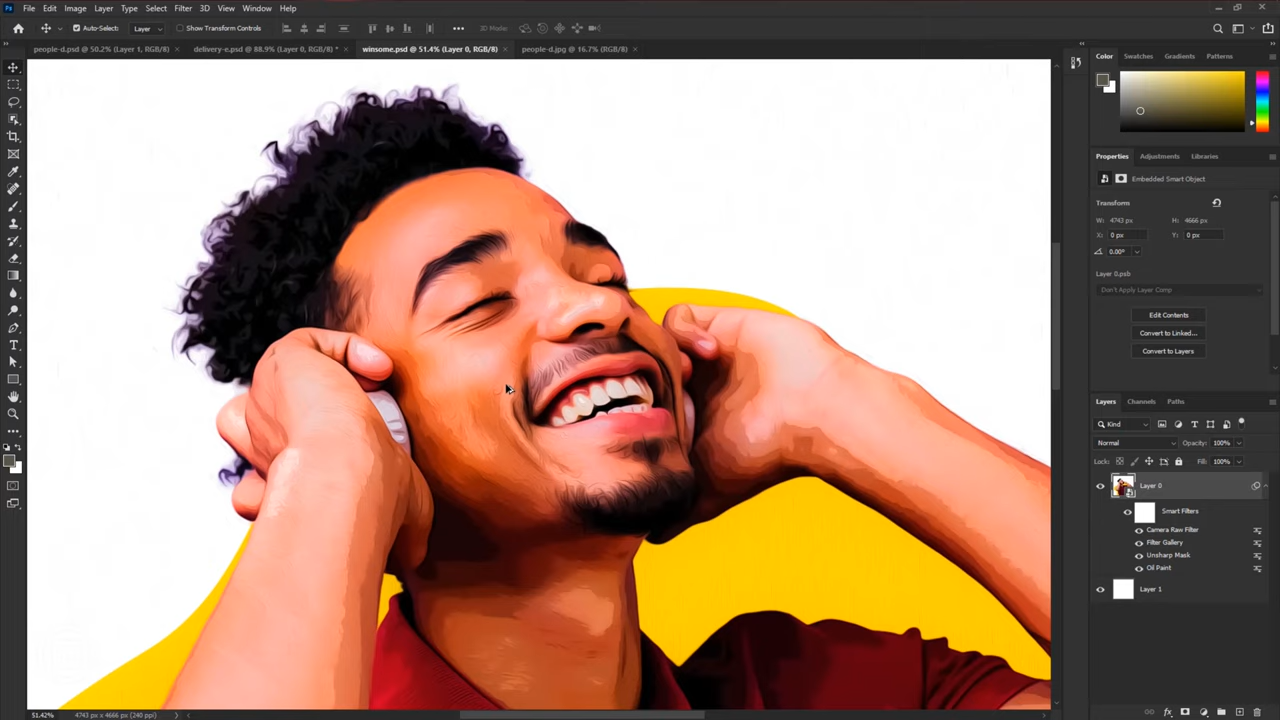 Ps File Edit Image Layer Type Select Filter 3D View Window Help
Auto-Select: Layer Show Transform Controls 3D Mode:
people-d.psd @ 50.2% (Layer 1, RGB/8) × delivery-e.psd @ 88.9% (Layer 0, RGB/8) * × winsome.psd @ 51.4% (Layer 0, RGB/8) × people-d.jpg @ 16.7% (RGB/8) ×
Color Swatches Gradients Patterns
Properties Adjustments Libraries
Embedded Smart Object
Transform
W: 4743 px H: 4666 px
X: 0 px Y: 0 px
0.00°
Layer 0.psb
Don't Apply Layer Comp
Edit Contents
Convert to Linked...
Convert to Layers
Layers Channels Paths
Kind
Normal Opacity: 100%
Lock: Fill: 100%
Layer 0
Smart Filters
Camera Raw Filter
Filter Gallery
Unsharp Mask
Oil Paint
Layer 1
51.42% 4743 px x 4666 px (240 ppi)